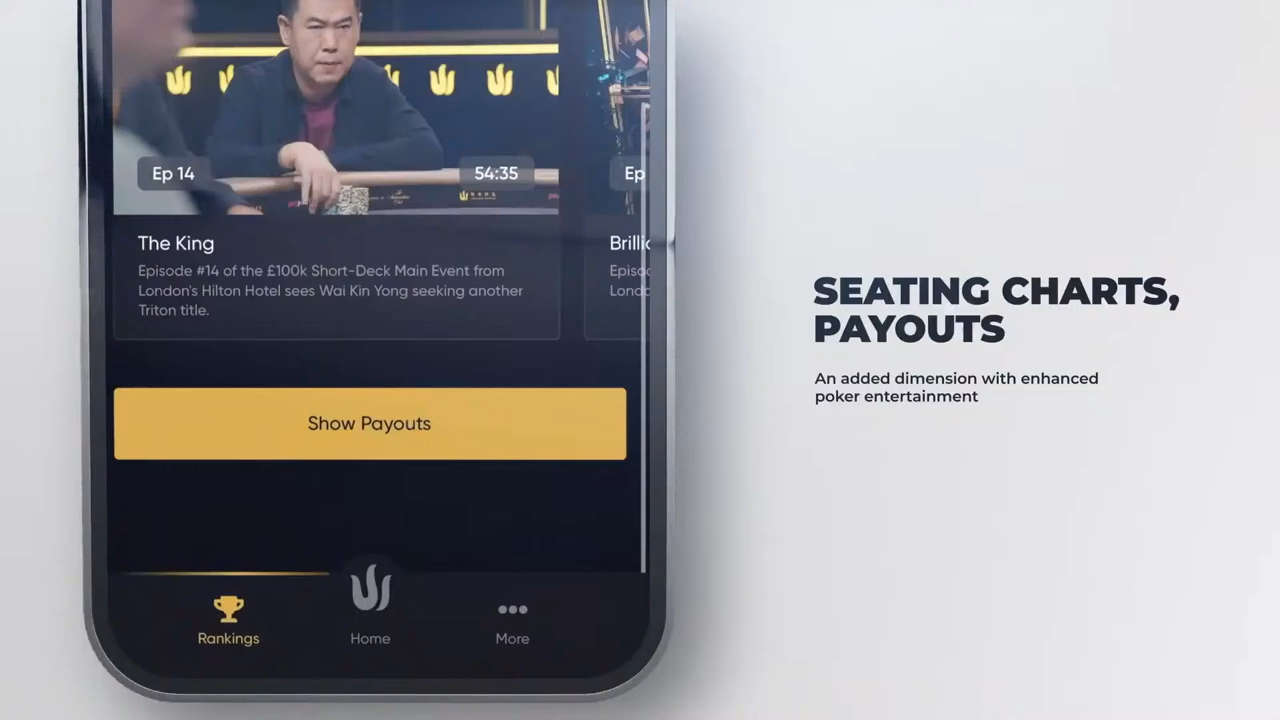 Ep 14
54:35
Ep
The King
Episode #14 of the £100k Short-Deck Main Event from
London's Hilton Hotel sees Wai Kin Yong seeking another
Triton title.
Show Payouts
Rankings
Home
More
SEATING CHARTS,
PAYOUTS
An added dimension with enhanced
poker entertainment